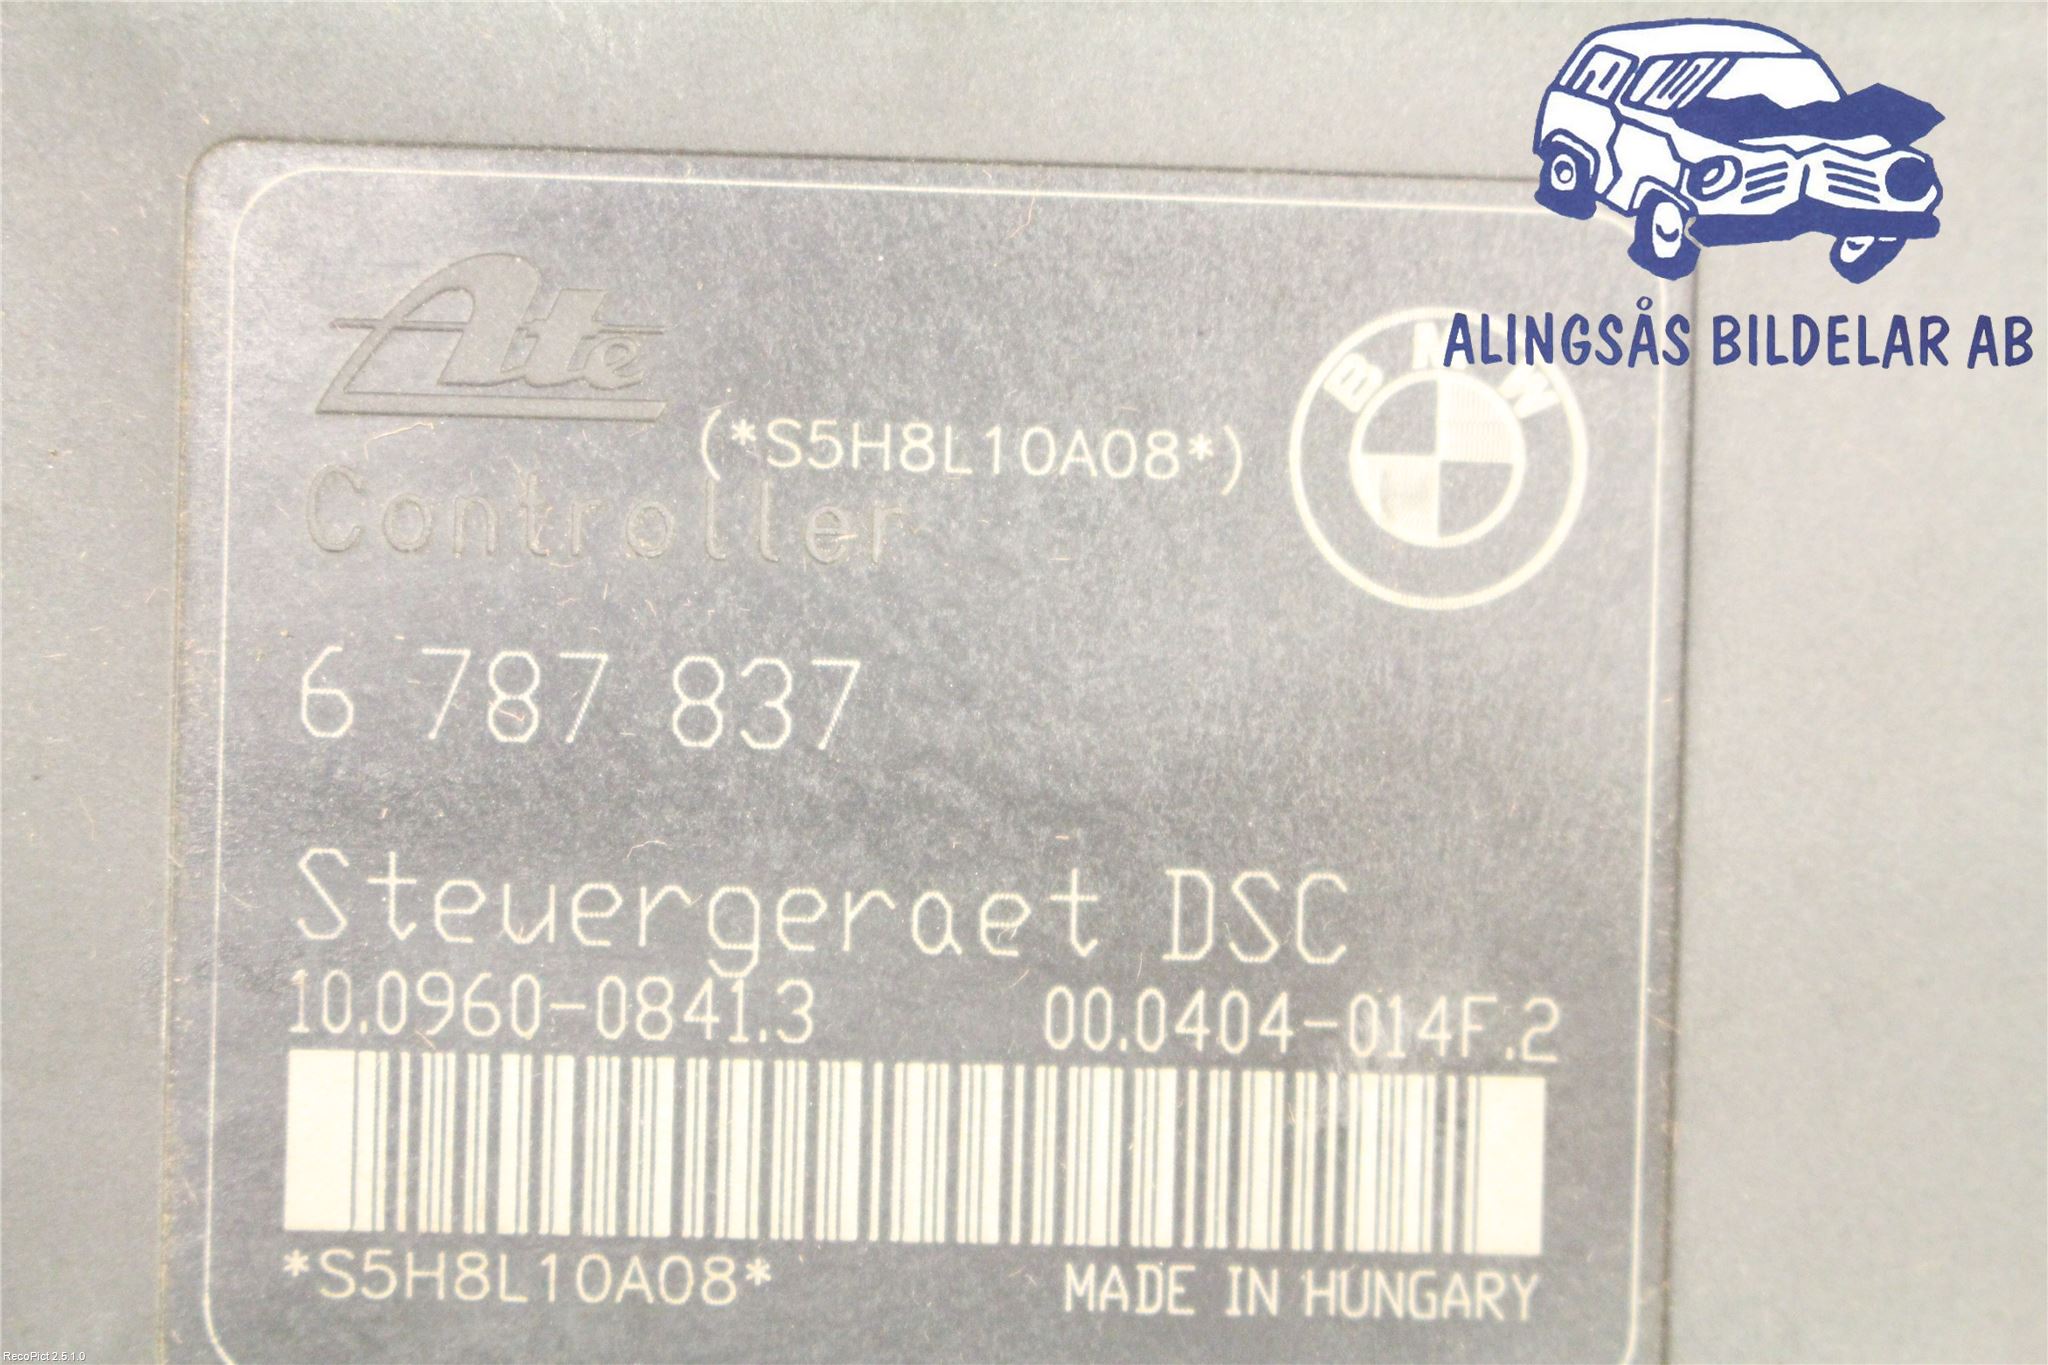 ALINGSÅS BILDELAR AB
Ate
(*S5H8L10A08*)
BMW
Controller
6 787 837
Steuergeraet DSC
10.0960-0841.3 00.0404-014F.2
*S5H8L10A08* MADE IN HUNGARY
RecoPict 2.5.1.0